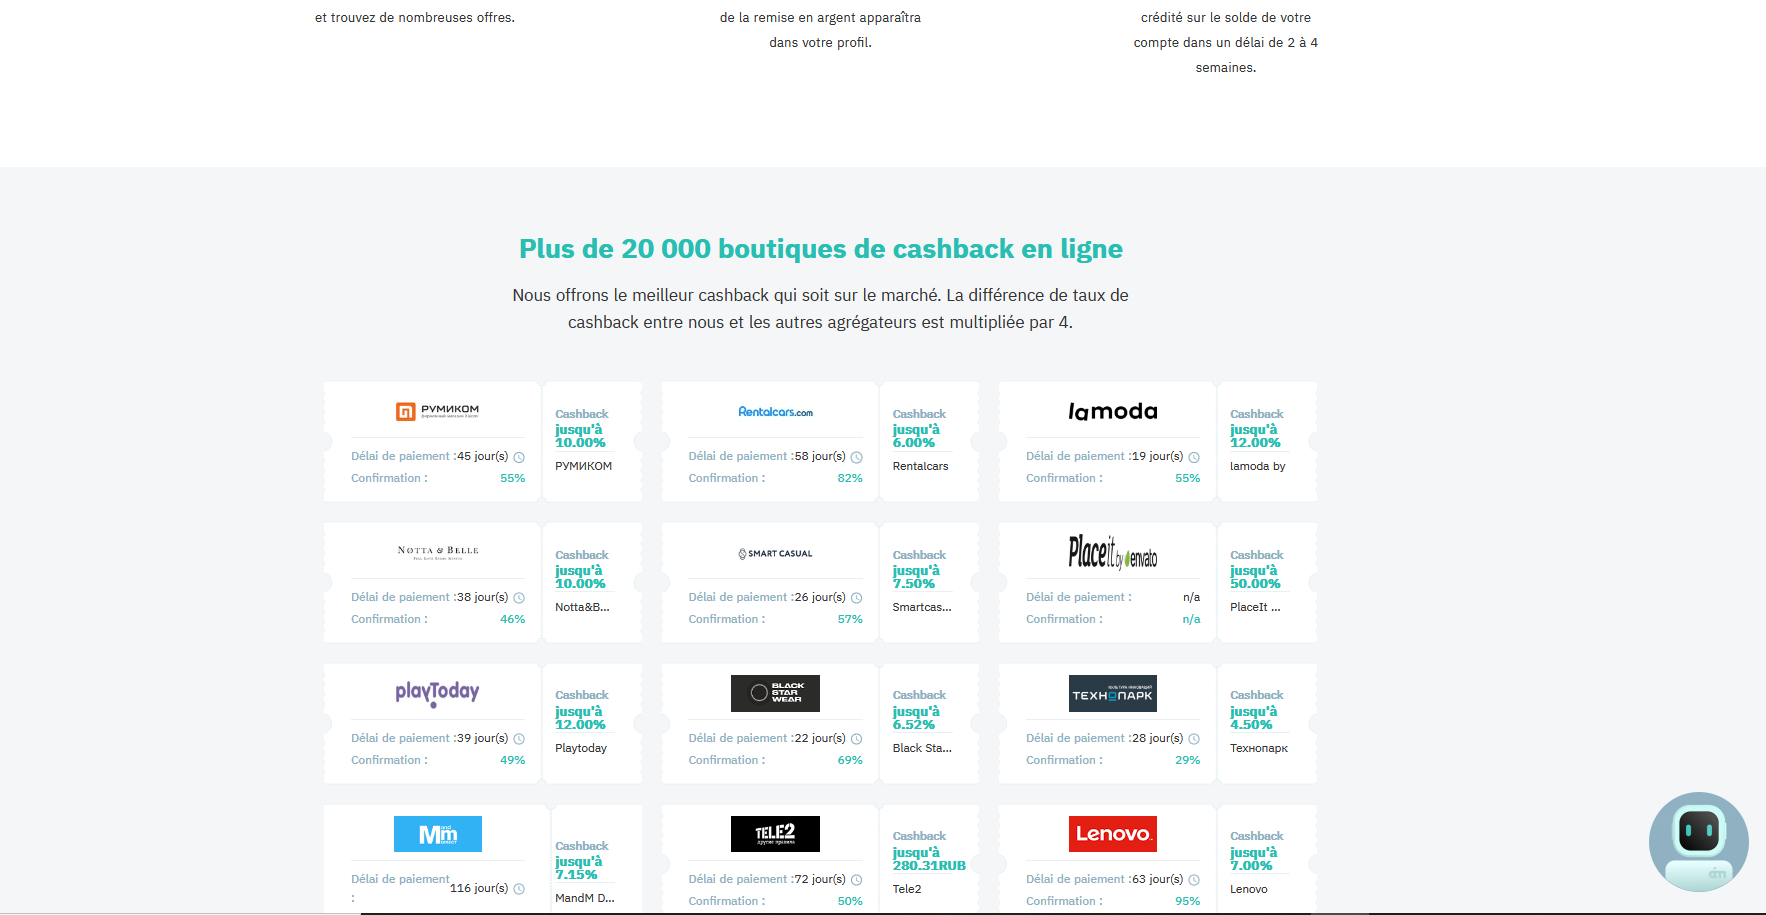 et trouvez de nombreuses offres.
de la remise en argent apparaîtra
dans votre profil.
crédité sur le solde de votre
compte dans un délai de 2 à 4
semaines.
Plus de 20 000 boutiques de cashback en ligne
Nous offrons le meilleur cashback qui soit sur le marché. La différence de taux de
cashback entre nous et les autres agrégateurs est multipliée par 4.
РУМИКОМ
Délai de paiement :45 jour(s)
Confirmation : 55%
Cashback
jusqu'à
10.00%
РУМИКОМ
Rentalcars.com
Délai de paiement :58 jour(s)
Confirmation : 82%
Cashback
jusqu'à
6.00%
Rentalcars
lamoda
Délai de paiement :19 jour(s)
Confirmation : 55%
Cashback
jusqu'à
12.00%
lamoda by
NOTTA & BELLE
Délai de paiement :38 jour(s)
Confirmation : 46%
Cashback
jusqu'à
10.00%
Notta&B...
SMART CASUAL
Délai de paiement :26 jour(s)
Confirmation : 57%
Cashback
jusqu'à
7.50%
Smartcas...
Placeit by envato
Délai de paiement : n/a
Confirmation : n/a
Cashback
jusqu'à
50.00%
PlaceIt ...
playToday
Délai de paiement :39 jour(s)
Confirmation : 49%
Cashback
jusqu'à
12.00%
Playtoday
BLACK
STAR
WEAR
Délai de paiement :22 jour(s)
Confirmation : 69%
Cashback
jusqu'à
6.52%
Black Sta...
ТЕХНОПАРК
Délai de paiement :28 jour(s)
Confirmation : 29%
Cashback
jusqu'à
4.50%
Технопарк
MandM
DIRECT
Délai de paiement
: 116 jour(s)
Cashback
jusqu'à
7.15%
MandM D...
TELE2
другие правила
Délai de paiement :72 jour(s)
Confirmation : 50%
Cashback
jusqu'à
280.31RUB
Tele2
Lenovo
Délai de paiement :63 jour(s)
Confirmation : 95%
Cashback
jusqu'à
7.00%
Lenovo